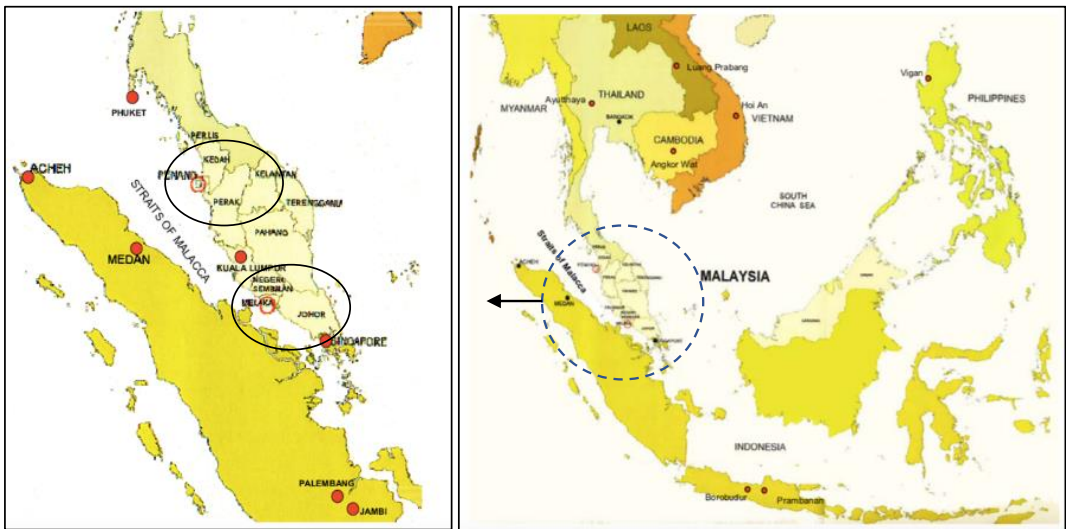 PHUKET
PERLIS
KEDAH
PENANG
KELANTAN
ACHEH
PERAK
TERENGGANU
STRAITS OF MALACCA
PAHANG
MEDAN
KUALA LUMPUR
NEGERI
SEMBILAN
MELAKA
JOHOR
SINGAPORE
PALEMBANG
JAMBI
LAOS
Luang Prabang
Vigan
THAILAND
MYANMAR
Ayutthaya
Hoi An
PHILIPPINES
BANGKOK
VIETNAM
CAMBODIA
Angkor Wat
SOUTH
CHINA SEA
Straits of Malacca
ACHEH
MALAYSIA
MEDAN
INDONESIA
Borobudur
Prambanan